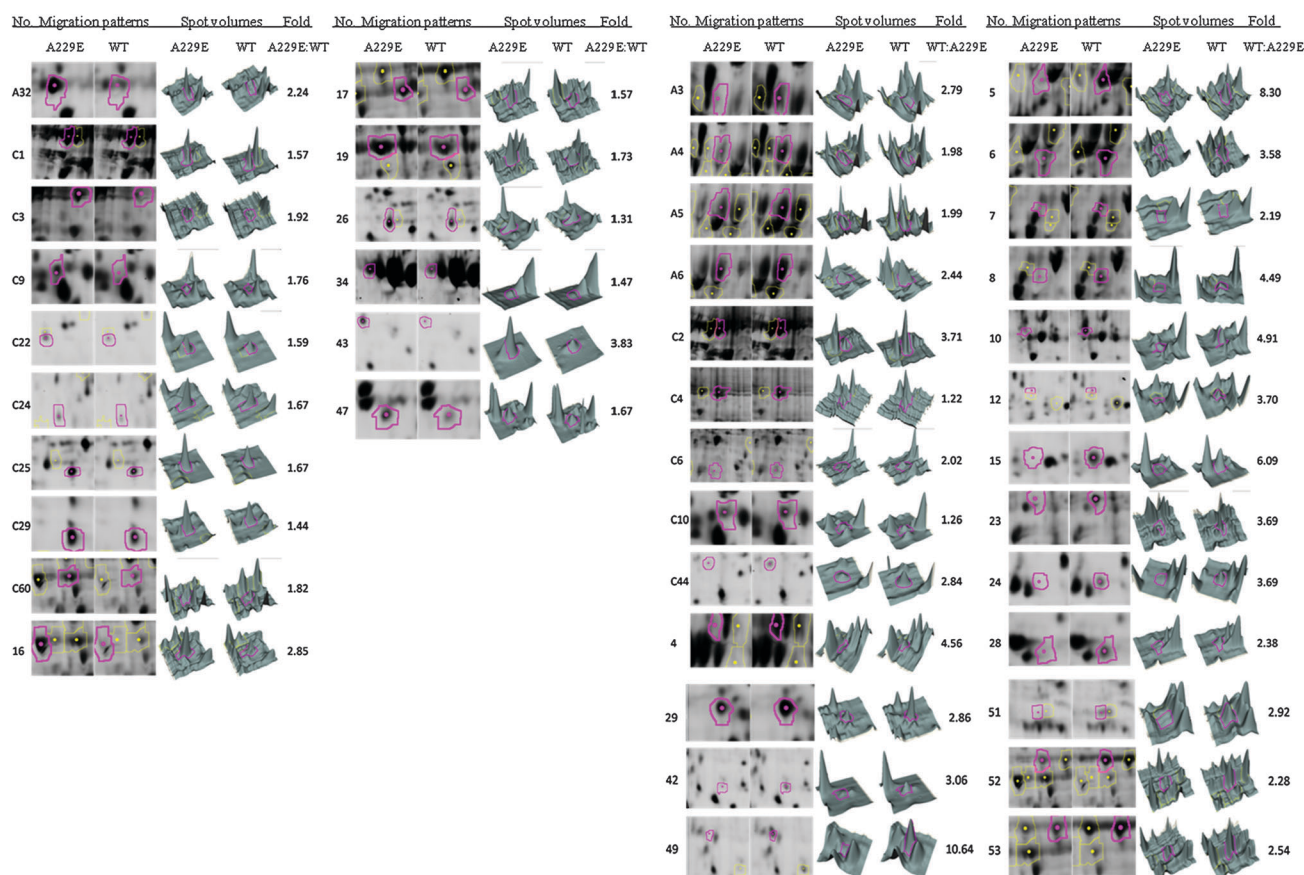 No. Migration patterns Spot volumes Fold
A229E WT A229E WT A229E:WT
A32 2.24
C1 1.57
C3 1.92
C9 1.76
C22 1.59
C24 1.67
C25 1.67
C29 1.44
C60 1.82
16 2.85
No. Migration patterns Spot volumes Fold
A229E WT A229E WT A229E:WT
17 1.57
19 1.73
26 1.31
34 1.47
43 3.83
47 1.67
No. Migration patterns Spot volumes Fold
A229E WT A229E WT WT:A229E
A3 2.79
A4 1.98
A5 1.99
A6 2.44
C2 3.71
C4 1.22
C6 2.02
C10 1.26
C44 2.84
4 4.56
29 2.86
42 3.06
49 10.64
No. Migration patterns Spot volumes Fold
A229E WT A229E WT WT:A229E
5 8.30
6 3.58
7 2.19
8 4.49
10 4.91
12 3.70
15 6.09
23 3.69
24 3.69
28 2.38
51 2.92
52 2.28
53 2.54